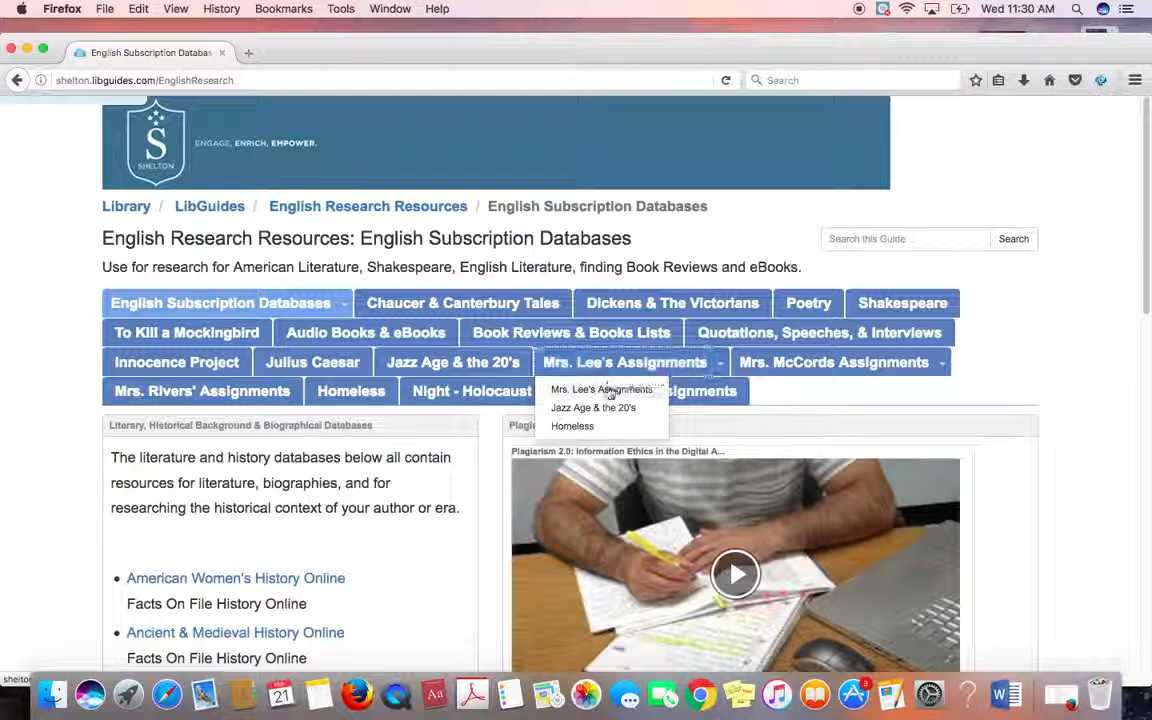 Firefox File Edit View History Bookmarks Tools Window Help Wed 11:30 AM
English Subscription Databas
shelton.libguides.com/EnglishResearch Search
S
SHELTON
ENGAGE, ENRICH, EMPOWER.
Library / LibGuides / English Research Resources / English Subscription Databases
English Research Resources: English Subscription Databases
Search this Guide Search
Use for research for American Literature, Shakespeare, English Literature, finding Book Reviews and eBooks.
English Subscription Databases Chaucer & Canterbury Tales Dickens & The Victorians Poetry Shakespeare
To Kill a Mockingbird Audio Books & eBooks Book Reviews & Books Lists Quotations, Speeches, & Interviews
Innocence Project Julius Caesar Jazz Age & the 20's Mrs. Lee's Assignments Mrs. McCords Assignments
Mrs. Rivers' Assignments Homeless Night - Holocaust
Mrs. Lee's Assignments
Jazz Age & the 20's
Homeless
Literary, Historical Background & Biographical Databases
Plagiarism 2.0: Information Ethics in the Digital A...
The literature and history databases below all contain
resources for literature, biographies, and for
researching the historical context of your author or era.
American Women's History Online
Facts On File History Online
Ancient & Medieval History Online
Facts On File History Online
FEB
21
3